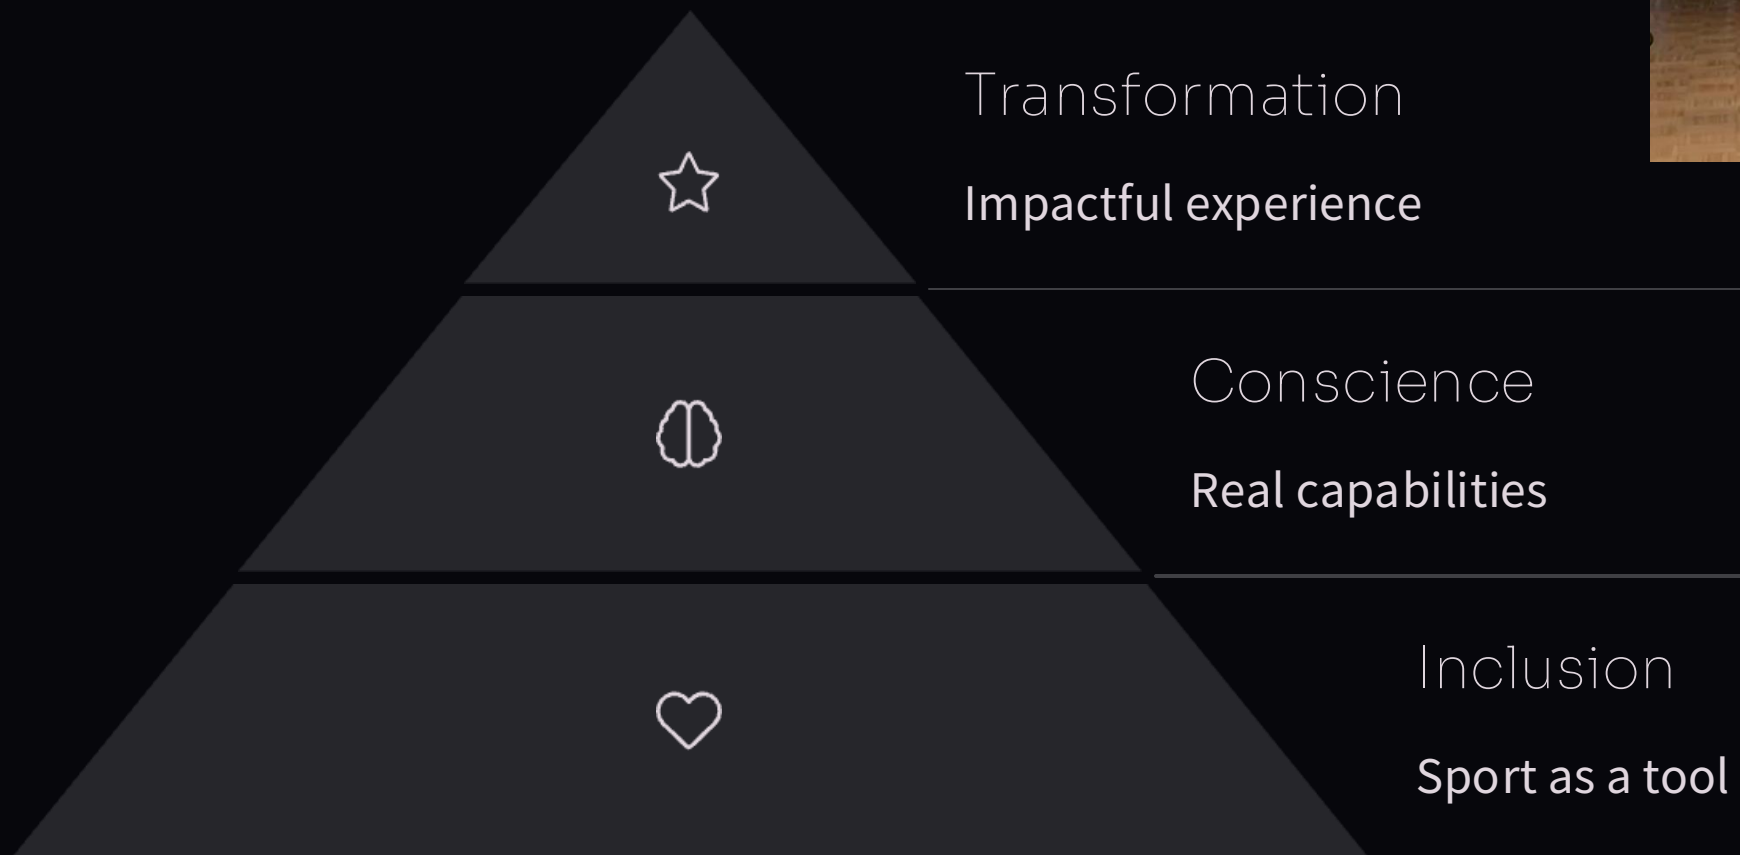 Transformation
Impactful experience
Conscience
Real capabilities
Inclusion
Sport as a tool